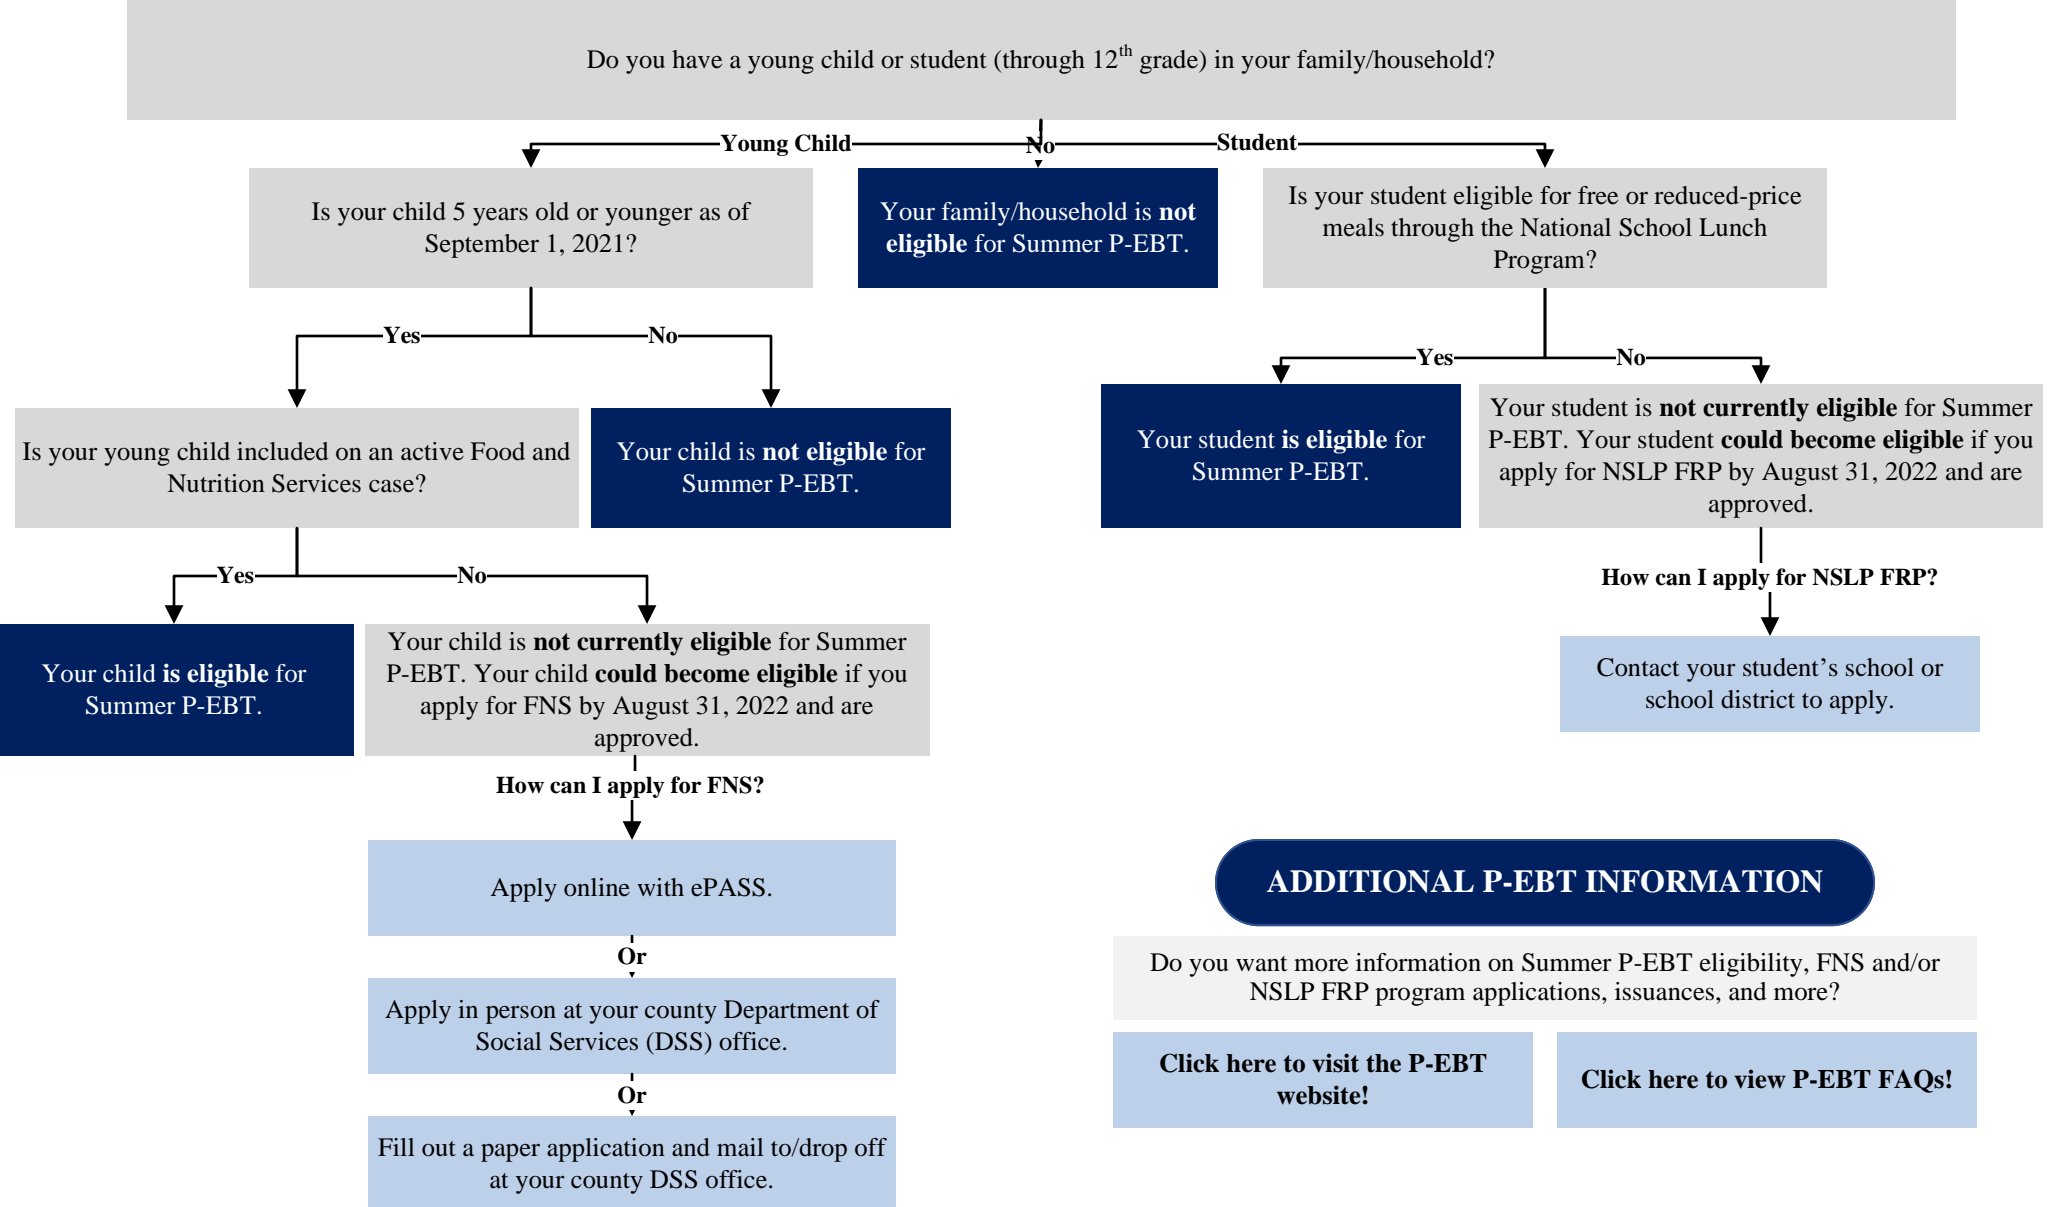 Do you have a young child or student (through 12th grade) in your family/household?
Young Child
No
Student
Is your child 5 years old or younger as of
September 1, 2021?
Your family/household is not
eligible for Summer P-EBT.
Is your student eligible for free or reduced-price
meals through the National School Lunch
Program?
Yes
No
Yes
No
Is your young child included on an active Food and
Nutrition Services case?
Your child is not eligible for
Summer P-EBT.
Your student is eligible for
Summer P-EBT.
Your student is not currently eligible for Summer
P-EBT. Your student could become eligible if you
apply for NSLP FRP by August 31, 2022 and are
approved.
Yes
No
How can I apply for NSLP FRP?
Your child is eligible for
Summer P-EBT.
Your child is not currently eligible for Summer
P-EBT. Your child could become eligible if you
apply for FNS by August 31, 2022 and are
approved.
Contact your student’s school or
school district to apply.
How can I apply for FNS?
Apply online with ePASS.
Or
Apply in person at your county Department of
Social Services (DSS) office.
Or
Fill out a paper application and mail to/drop off
at your county DSS office.
ADDITIONAL P-EBT INFORMATION
Do you want more information on Summer P-EBT eligibility, FNS and/or
NSLP FRP program applications, issuances, and more?
Click here to visit the P-EBT
website!
Click here to view P-EBT FAQs!